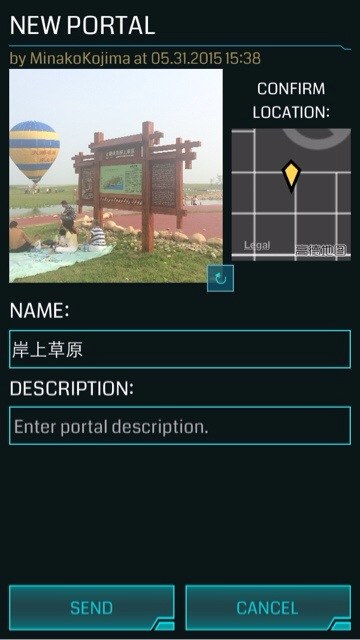 NEW PORTAL
by MinakoKojima at 05.31.2015 15:38
CONFIRM
LOCATION:
Legal
高德地图
NAME:
岸上草原
DESCRIPTION:
Enter portal description.
SEND
CANCEL